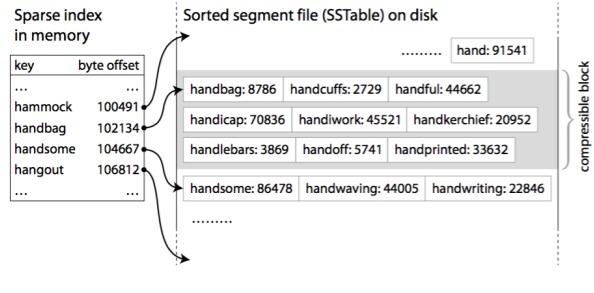 Sparse index
in memory
key byte offset
... ...
hammock 100491
handbag 102134
handsome 104667
hangout 106812
... ...
Sorted segment file (SSTable) on disk
......... hand: 91541
handbag: 8786 handcuffs: 2729 handful: 44662
handicap: 70836 handiwork: 45521 handkerchief: 20952
handlebars: 3869 handoff: 5741 handprinted: 33632
handsome: 86478 handwaving: 44005 handwriting: 22846
.........
compressible block